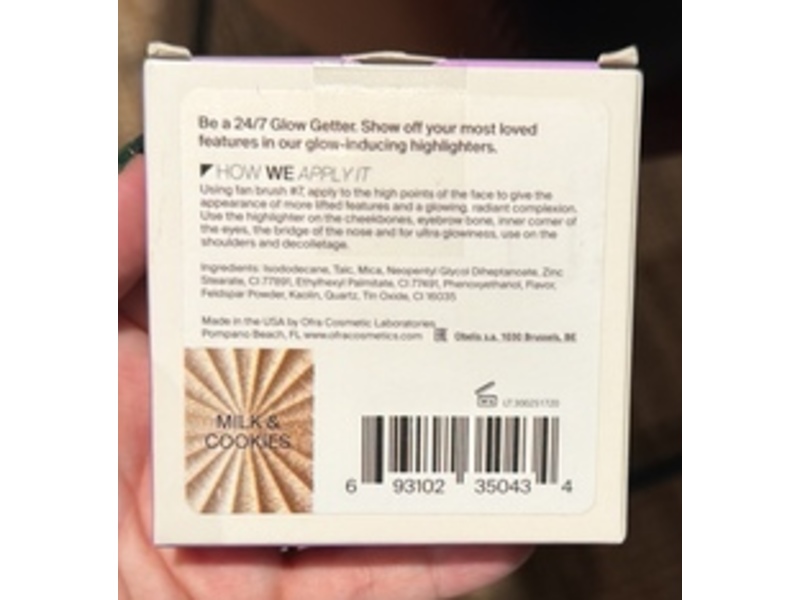 Be a 24/7 Glow Getter. Show off your most loved
features in our glow-inducing highlighters.
HOW WE APPLY IT
Using fan brush #7, apply to the high points of the face to give the
appearance of more lifted features and a glowing, radiant complexion.
Use the highlighter on the cheekbones, eyebrow bone, inner corner of
the eyes, the bridge of the nose and for ultra glowiness, use on the
shoulders and decolletage.
Ingredients: Isododecane, Talc, Mica, Neopentyl Glycol Diheptanoate, Zinc
Stearate, CI 77891, Ethylhexyl Palmitate, CI 77491, Phenoxyethanol, Flavor,
Feldspar Powder, Kaolin, Quartz, Tin Oxide, CI 16035
Made in the USA by Ofra Cosmetic Laboratories
Pompano Beach, FL www.ofracosmetics.com Obelis s.a. 1030 Brussels, BE
MILK &
COOKIES
6 93102 35043 4